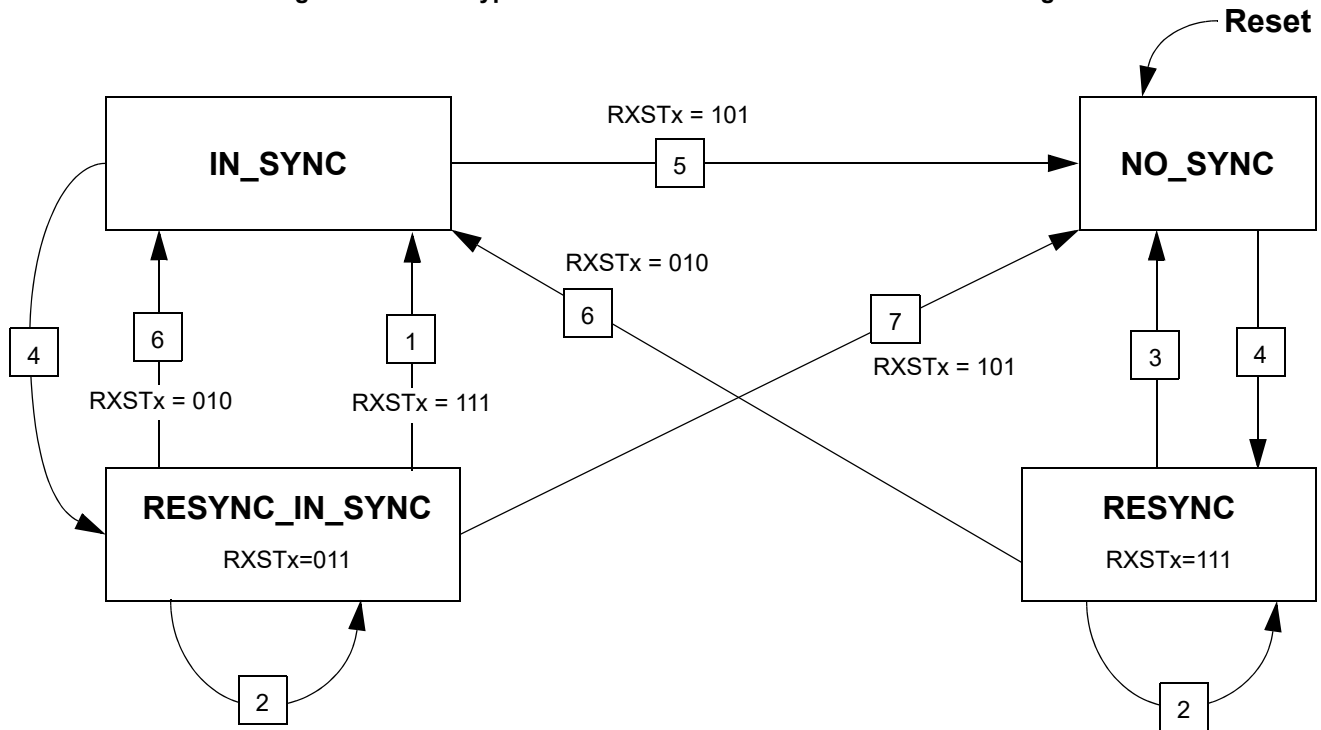 Reset
RXSTx = 101
IN_SYNC
5
NO_SYNC
RXSTx = 010
6
7
RXSTx = 101
4
6
1
3
4
RXSTx = 010
RXSTx = 111
RESYNC_IN_SYNC
RXSTx=011
RESYNC
RXSTx=111
2
2